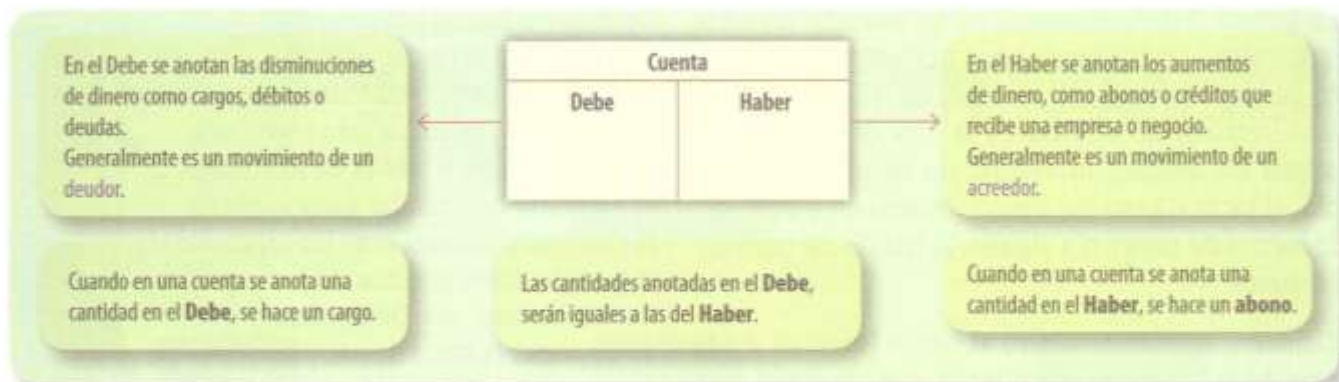 En el Debe se anotan las disminuciones
de dinero como cargos, débitos o
deudas.
Generalmente es un movimiento de un
deudor.
Cuenta
Debe
Haber
En el Haber se anotan los aumentos
de dinero, como abonos o créditos que
recibe una empresa o negocio.
Generalmente es un movimiento de un
acreedor.
Cuando en una cuenta se anota una
cantidad en el Debe, se hace un cargo.
Las cantidades anotadas en el Debe,
serán iguales a las del Haber.
Cuando en una cuenta se anota una
cantidad en el Haber, se hace un abono.